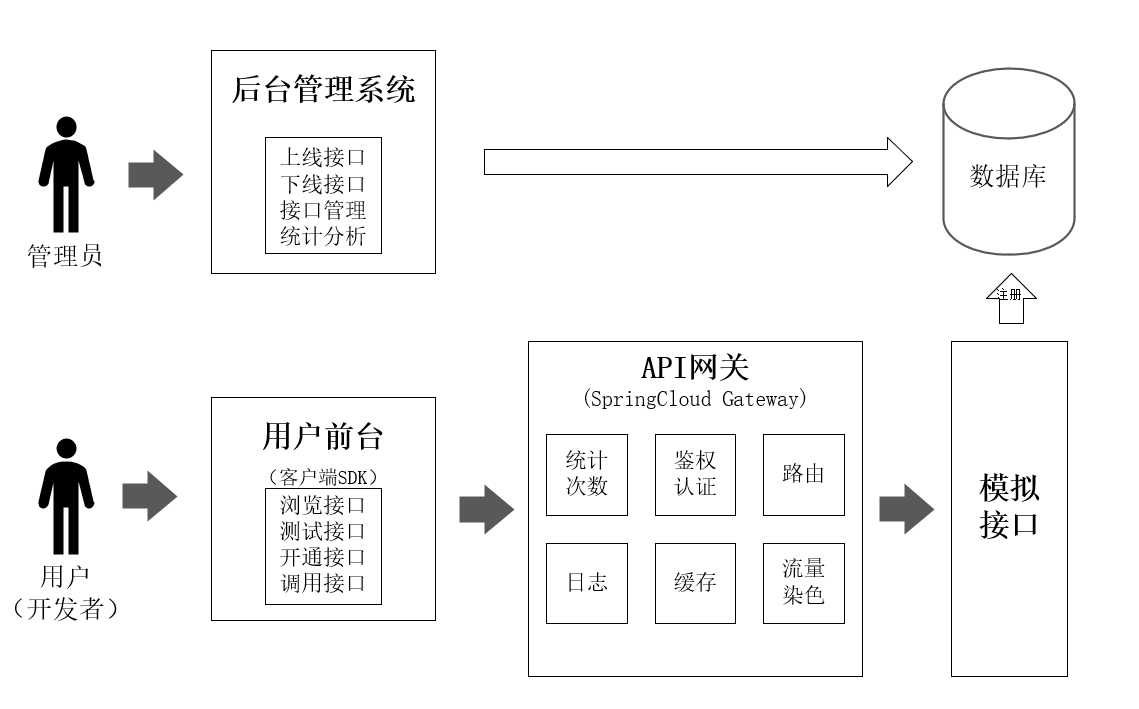 后台管理系统
上线接口
下线接口
接口管理
统计分析
管理员
数据库
注册
用户前台
（客户端SDK）
浏览接口
测试接口
开通接口
调用接口
用户
（开发者）
API网关
(SpringCloud Gateway)
统计
次数
鉴权
认证
路由
日志
缓存
流量
染色
模拟
接口